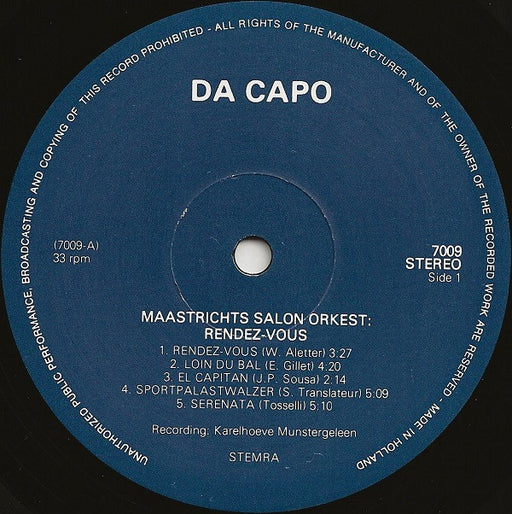 UNAUTHORIZED PUBLIC PERFORMANCE, BROADCASTING AND COPYING OF THIS RECORD PROHIBITED - ALL RIGHTS OF THE MANUFACTURER AND OF THE OWNER OF THE RECORDED WORK ARE RESERVED - MADE IN HOLLAND
DA CAPO
(7009-A)
33 rpm
7009
STEREO
Side 1
MAASTRICHTS SALON ORKEST:
RENDEZ-VOUS
1. RENDEZ-VOUS (W. Aletter) 3:27
2. LOIN DU BAL (E. Gillet) 4:20
3. EL CAPITAN (J.P. Sousa) 2:14
4. SPORTPALASTWALZER (S. Translateur) 5:09
5. SERENATA (Tosselli) 5:10
Recording: Karelhoeve Munstergeleen
STEMRA